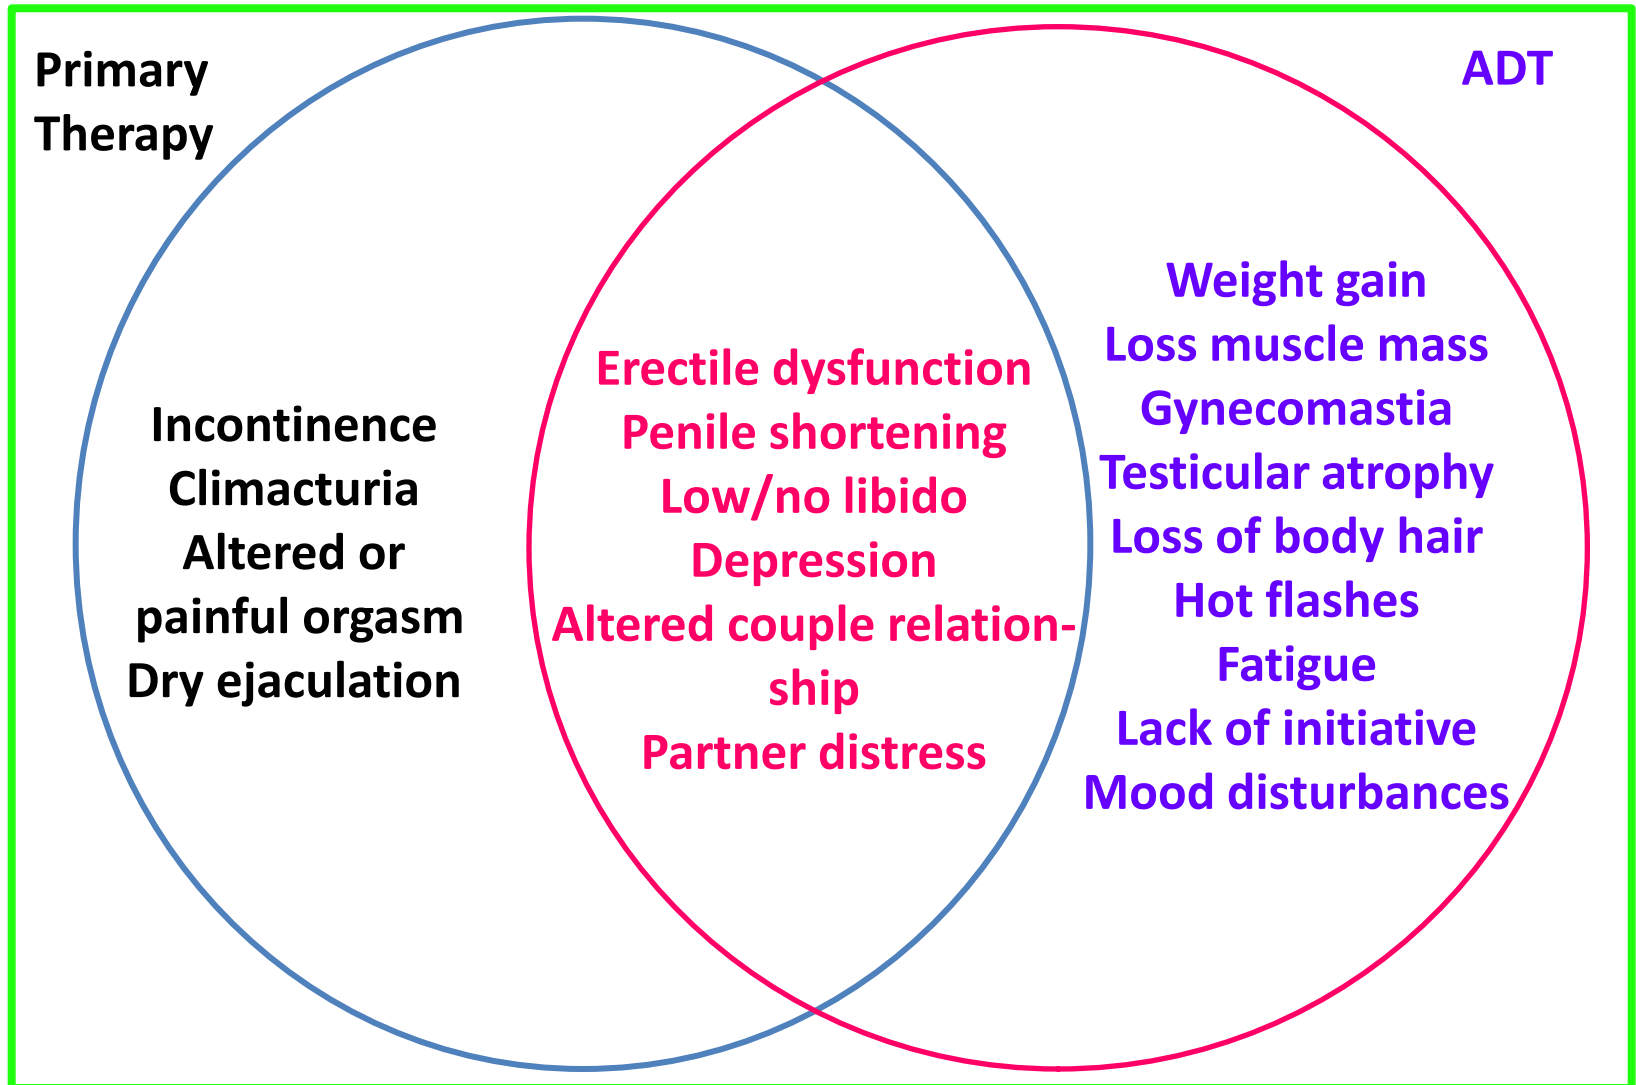 Primary
Therapy
ADT
Incontinence
Climacturia
Altered or
painful orgasm
Dry ejaculation
Erectile dysfunction
Penile shortening
Low/no libido
Depression
Altered couple relation-
ship
Partner distress
Weight gain
Loss muscle mass
Gynecomastia
Testicular atrophy
Loss of body hair
Hot flashes
Fatigue
Lack of initiative
Mood disturbances